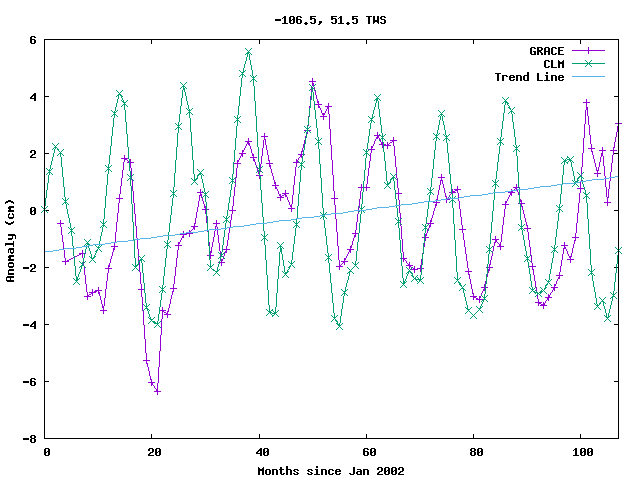 -106.5, 51.5 TWS
GRACE
CLM
Trend Line
6
4
2
0
-2
-4
-6
-8
Anomaly (cm)
0 20 40 60 80 100
Months since Jan 2002